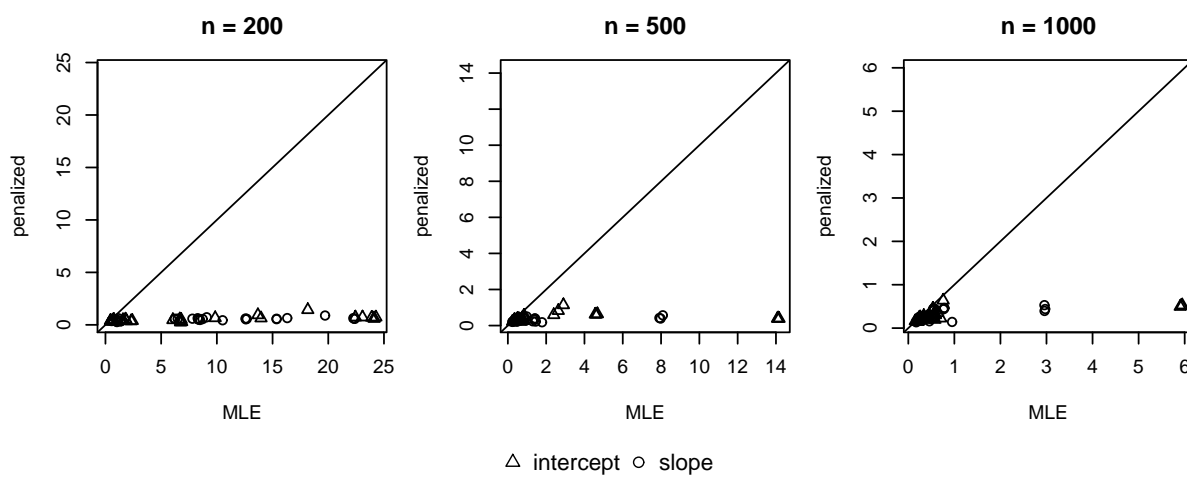 n = 200
25
20
15
10
5
0
penalized
0 5 10 15 20 25
MLE
n = 500
14
10
8
6
4
2
0
penalized
0 2 4 6 8 10 12 14
MLE
n = 1000
6
5
4
3
2
1
0
penalized
0 1 2 3 4 5 6
MLE
intercept slope